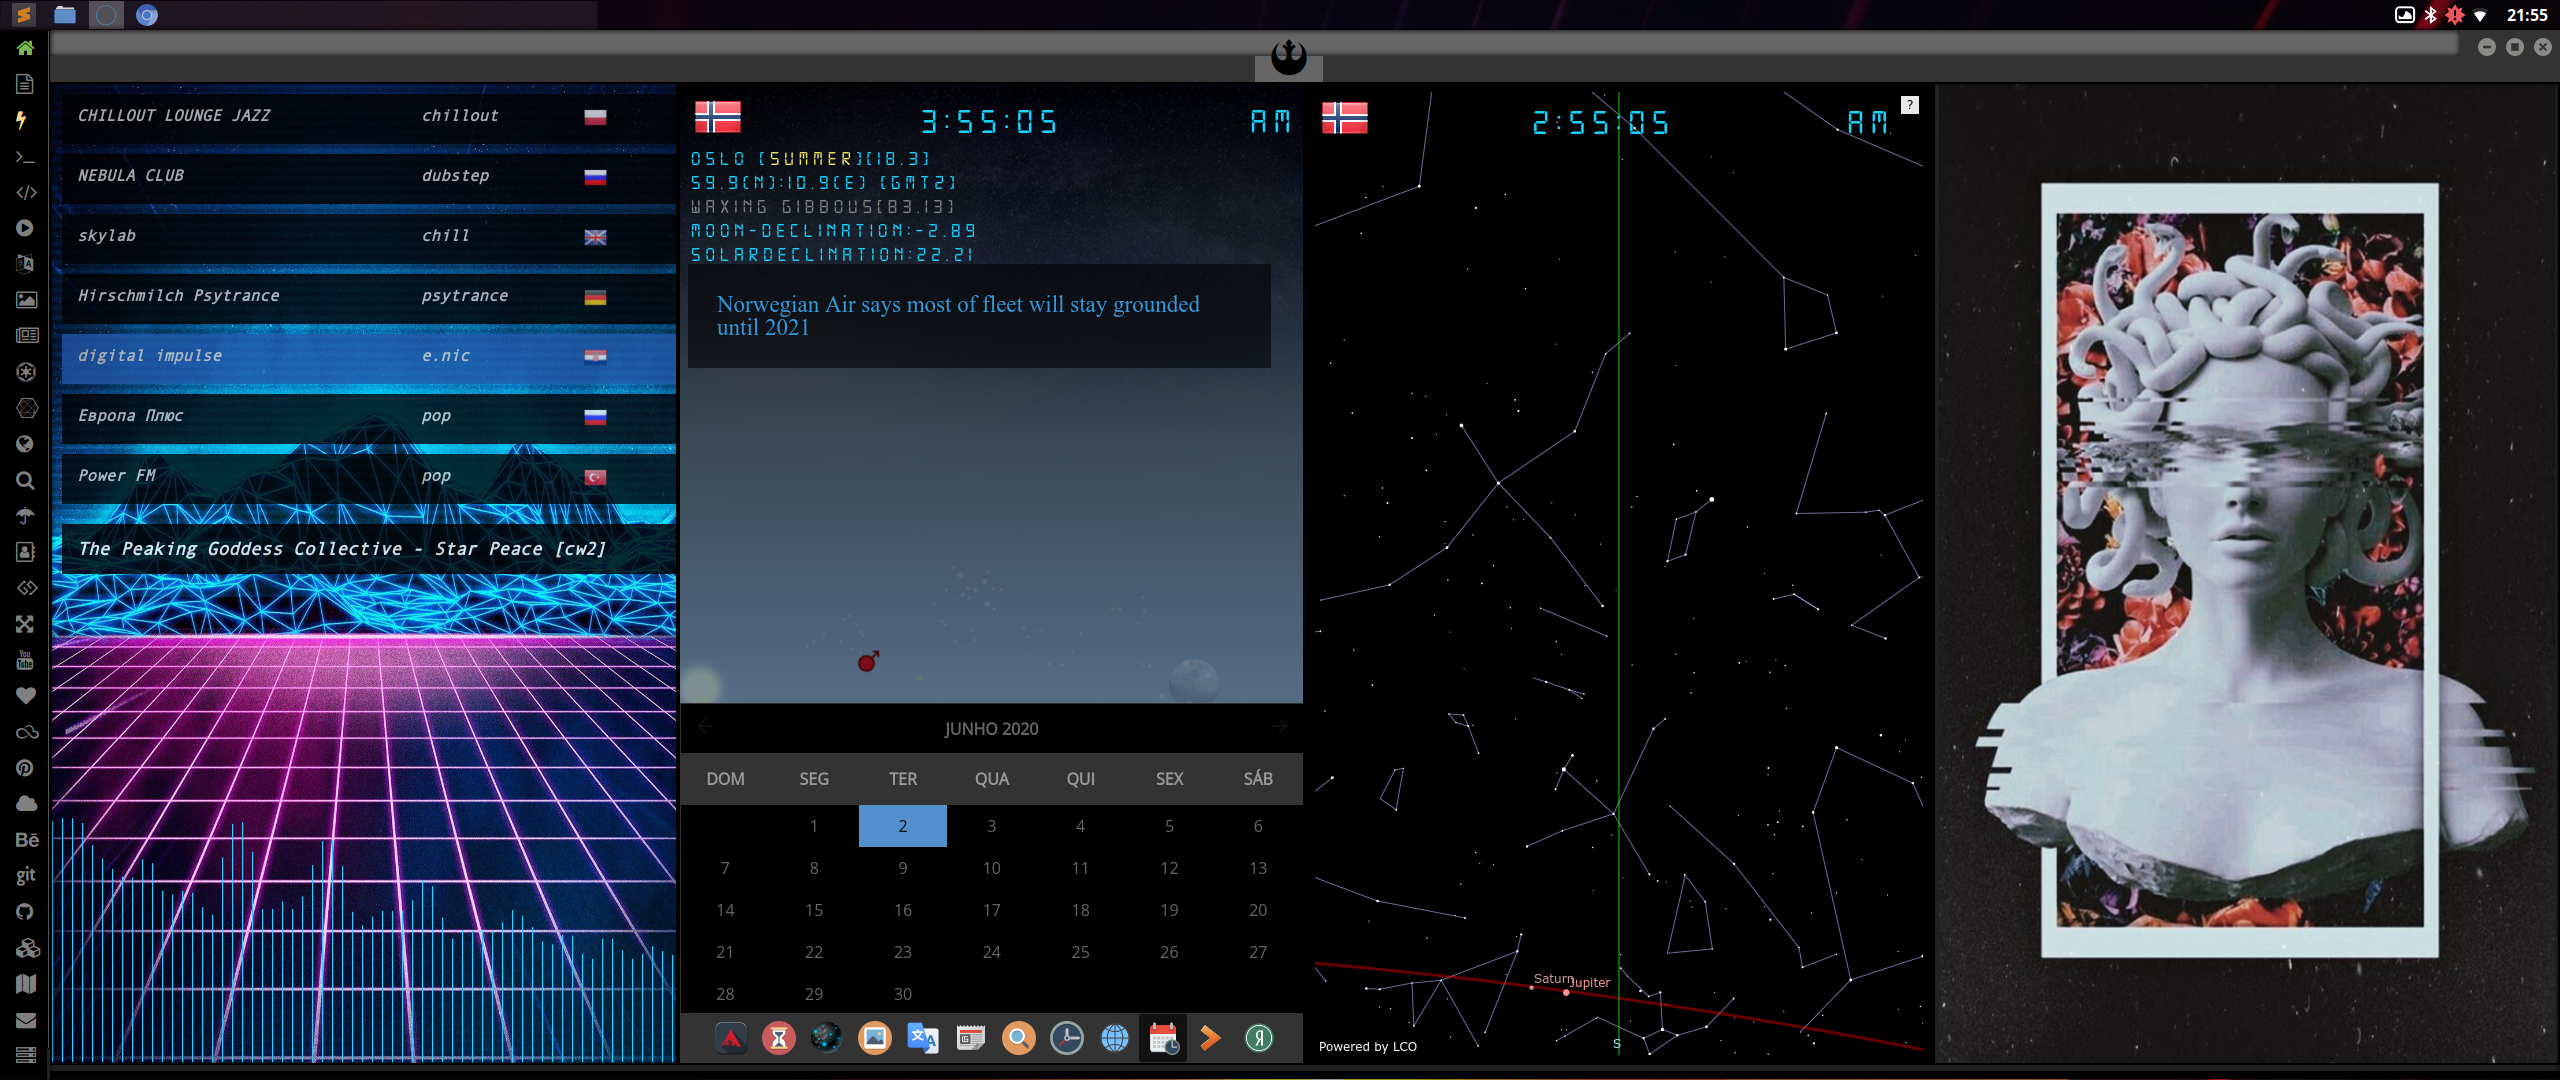 21:55
CHILLOUT LOUNGE JAZZ chillout
NEBULA CLUB dubstep
skylab chill
Hirschmilch Psytrance psytrance
digital impulse e.nic
Европа Плюс pop
Power FM pop
The Peaking Goddess Collective - Star Peace [cw2]
You
Tube
Bē
git
3:55:05 AM
OSLO [SUMMER][18.3]
59.9(N):10.9(E) [GMT2]
WAXING GIBBOUS[83.13]
MOON-DECLINATION:-2.89
SOLARDECLINATION:22.21
Norwegian Air says most of fleet will stay grounded
until 2021
JUNHO 2020
DOM SEG TER QUA QUI SEX SÁB
1 2 3 4 5 6
7 8 9 10 11 12 13
14 15 16 17 18 19 20
21 22 23 24 25 26 27
28 29 30
2:55:05 AM
?
Saturn
Jupiter
S
Powered by LCO